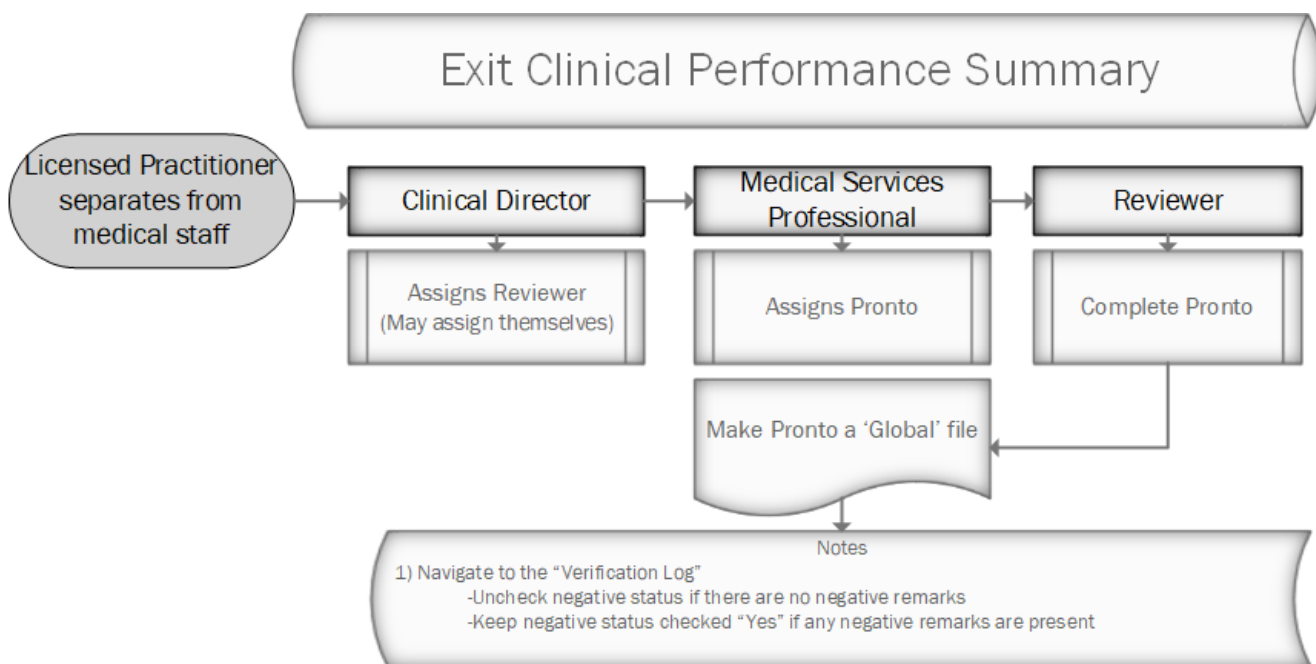 Exit Clinical Performance Summary
Licensed Practitioner
separates from
medical staff
Clinical Director
Medical Services
Professional
Reviewer
Assigns Reviewer
(May assign themselves)
Assigns Pronto
Complete Pronto
Make Pronto a ‘Global’ file
Notes
1) Navigate to the “Verification Log”
-Uncheck negative status if there are no negative remarks
-Keep negative status checked “Yes” if any negative remarks are present